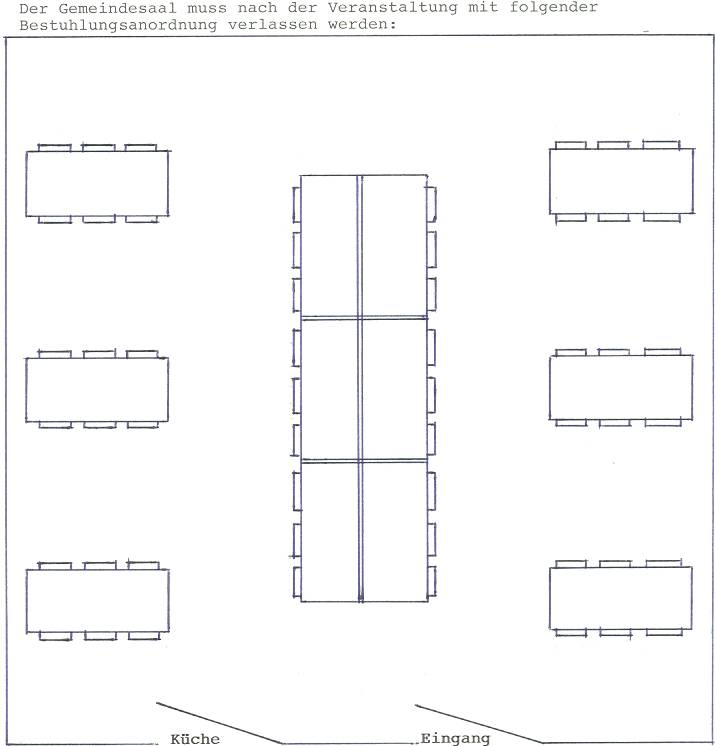 Der Gemeindesaal muss nach der Veranstaltung mit folgender
Bestuhlungsanordnung verlassen werden:
Küche
Eingang